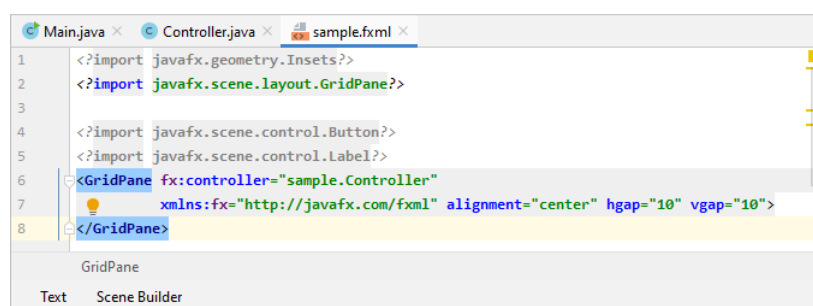 Main.java Controller.java sample.fxml
1 <?import javafx.geometry.Insets?>
2 <?import javafx.scene.layout.GridPane?>
3
4 <?import javafx.scene.control.Button?>
5 <?import javafx.scene.control.Label?>
6 <GridPane fx:controller="sample.Controller"
7 xmlns:fx="http://javafx.com/fxml" alignment="center" hgap="10" vgap="10">
8 </GridPane>
GridPane
Text Scene Builder